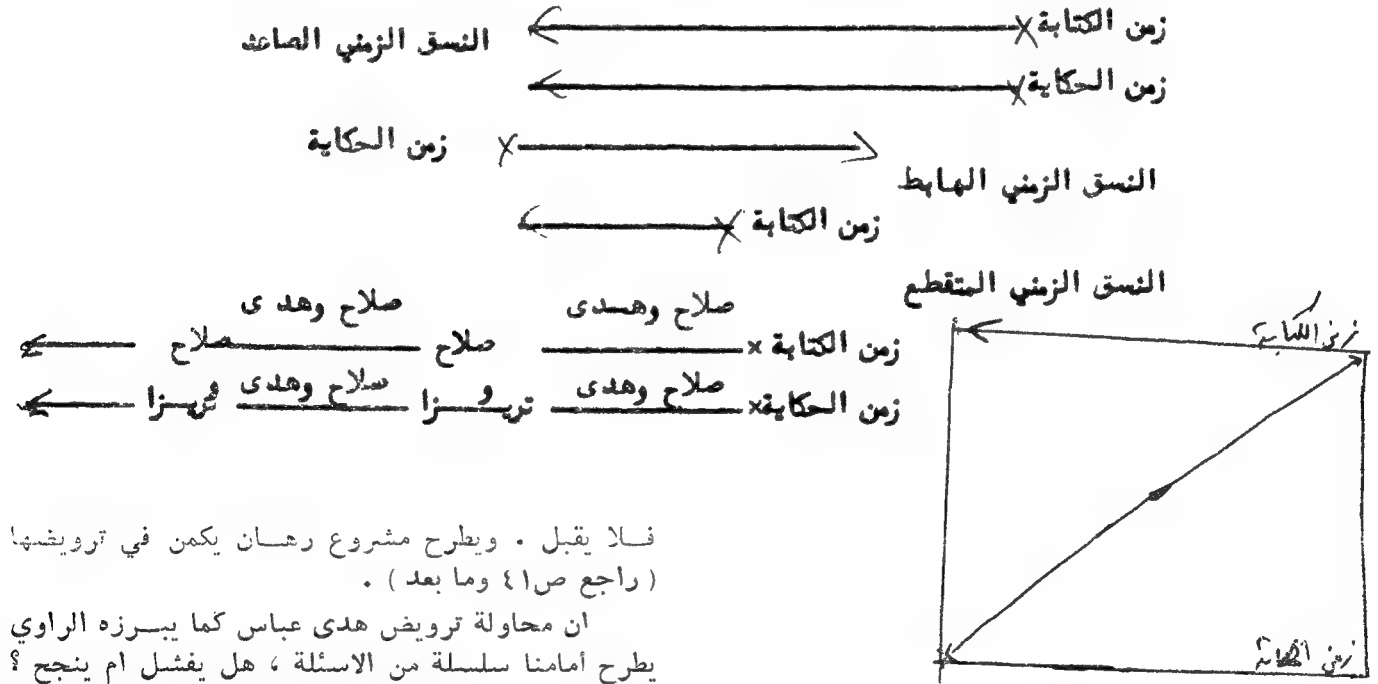 زمن الكتابة
النسق الزمني الصاعد
زمن الحكاية
زمن الحكاية
النسق الزمني الهابط
زمن الكتابة
النسق الزمني المتقطع
زمن الكتابة × صلاح وهدى صلاح صلاح وهدى صلاح
زمن الحكاية × صلاح وهدى و تريزا سلاح وهدى و تريزا
زمن الكتابة
زمن الحكاية
فلا يقبل . ويطرح مشروع رهان يكمن في ترويضها
( راجع ص٤١ وما بعد ) .
ان محاولة ترويض هدى عباس كما يبرزه الراوي
يطرح أمامنا سلسلة من الاسئلة ، هل يفشل ام ينجح ؟